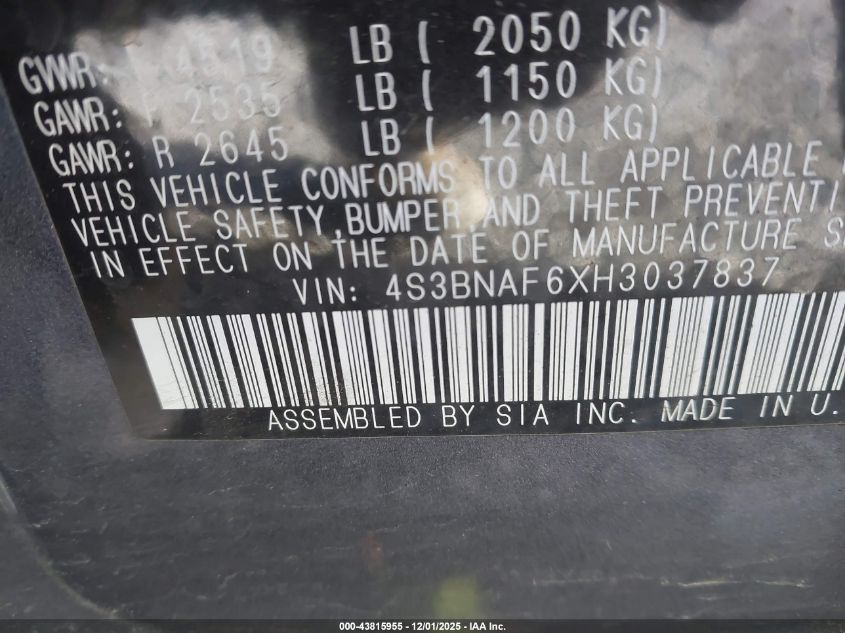 GVWR: 4519 LB ( 2050 KG)
GAWR: F 2535 LB ( 1150 KG)
GAWR: R 2645 LB ( 1200 KG)
THIS VEHICLE CONFORMS TO ALL APPLICABLE
VEHICLE SAFETY, BUMPER, AND THEFT PREVENTI
IN EFFECT ON THE DATE OF MANUFACTURE S
VIN: 4S3BNAF6XH3037837
ASSEMBLED BY SIA INC. MADE IN U.
000-43815955 - 12/01/2025 - IAA Inc.